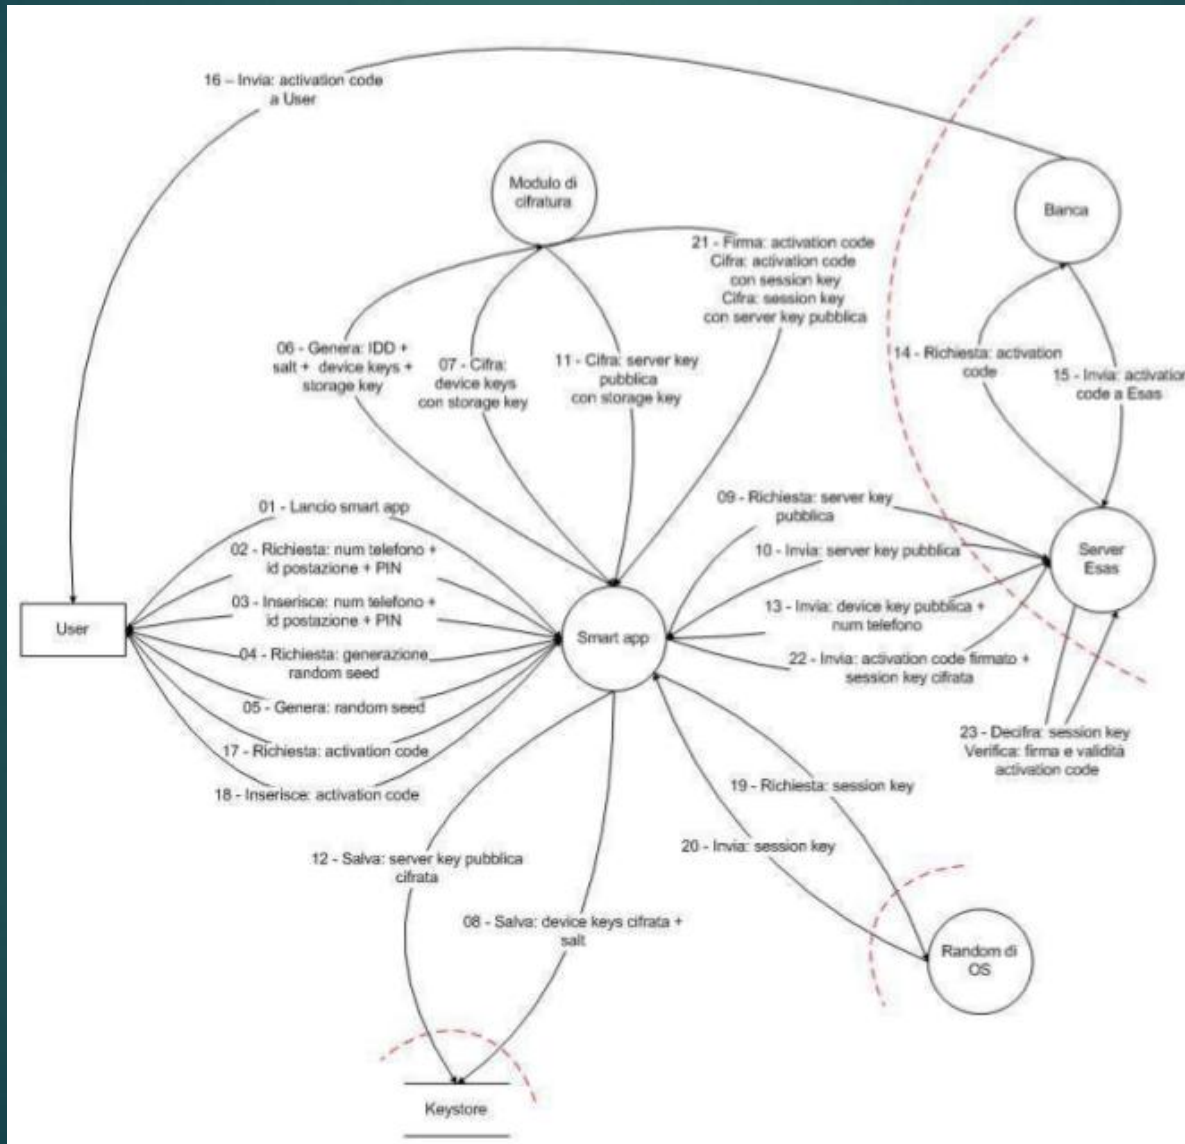 16 – Invia: activation code
a User
Modulo di
cifratura
Banca
21 - Firma: activation code
Cifra: activation code
con session key
Cifra: session key
con server key pubblica
06 - Genera: IDD +
salt + device keys +
storage key
07 - Cifra:
device keys
con storage key
11 - Cifra: server key
pubblica
con storage key
14 - Richiesta: activation
code
15 - Invia: activation
code a Esas
01 - Lancio smart app
02 - Richiesta: num telefono +
id postazione + PIN
03 - Inserisce: num telefono +
id postazione + PIN
04 - Richiesta: generazione
random seed
05 - Genera: random seed
17 - Richiesta: activation code
18 - Inserisce: activation code
User
Smart app
09 - Richiesta: server key
pubblica
10 - Invia: server key pubblica
13 - Invia: device key pubblica +
num telefono
22 - Invia: activation code firmato +
session key cifrata
Server
Esas
23 - Decifra: session key
Verifica: firma e validità
activation code
19 - Richiesta: session key
20 - Invia: session key
12 - Salva: server key pubblica
cifrata
08 - Salva: device keys cifrata +
salt
Random di
OS
Keystore